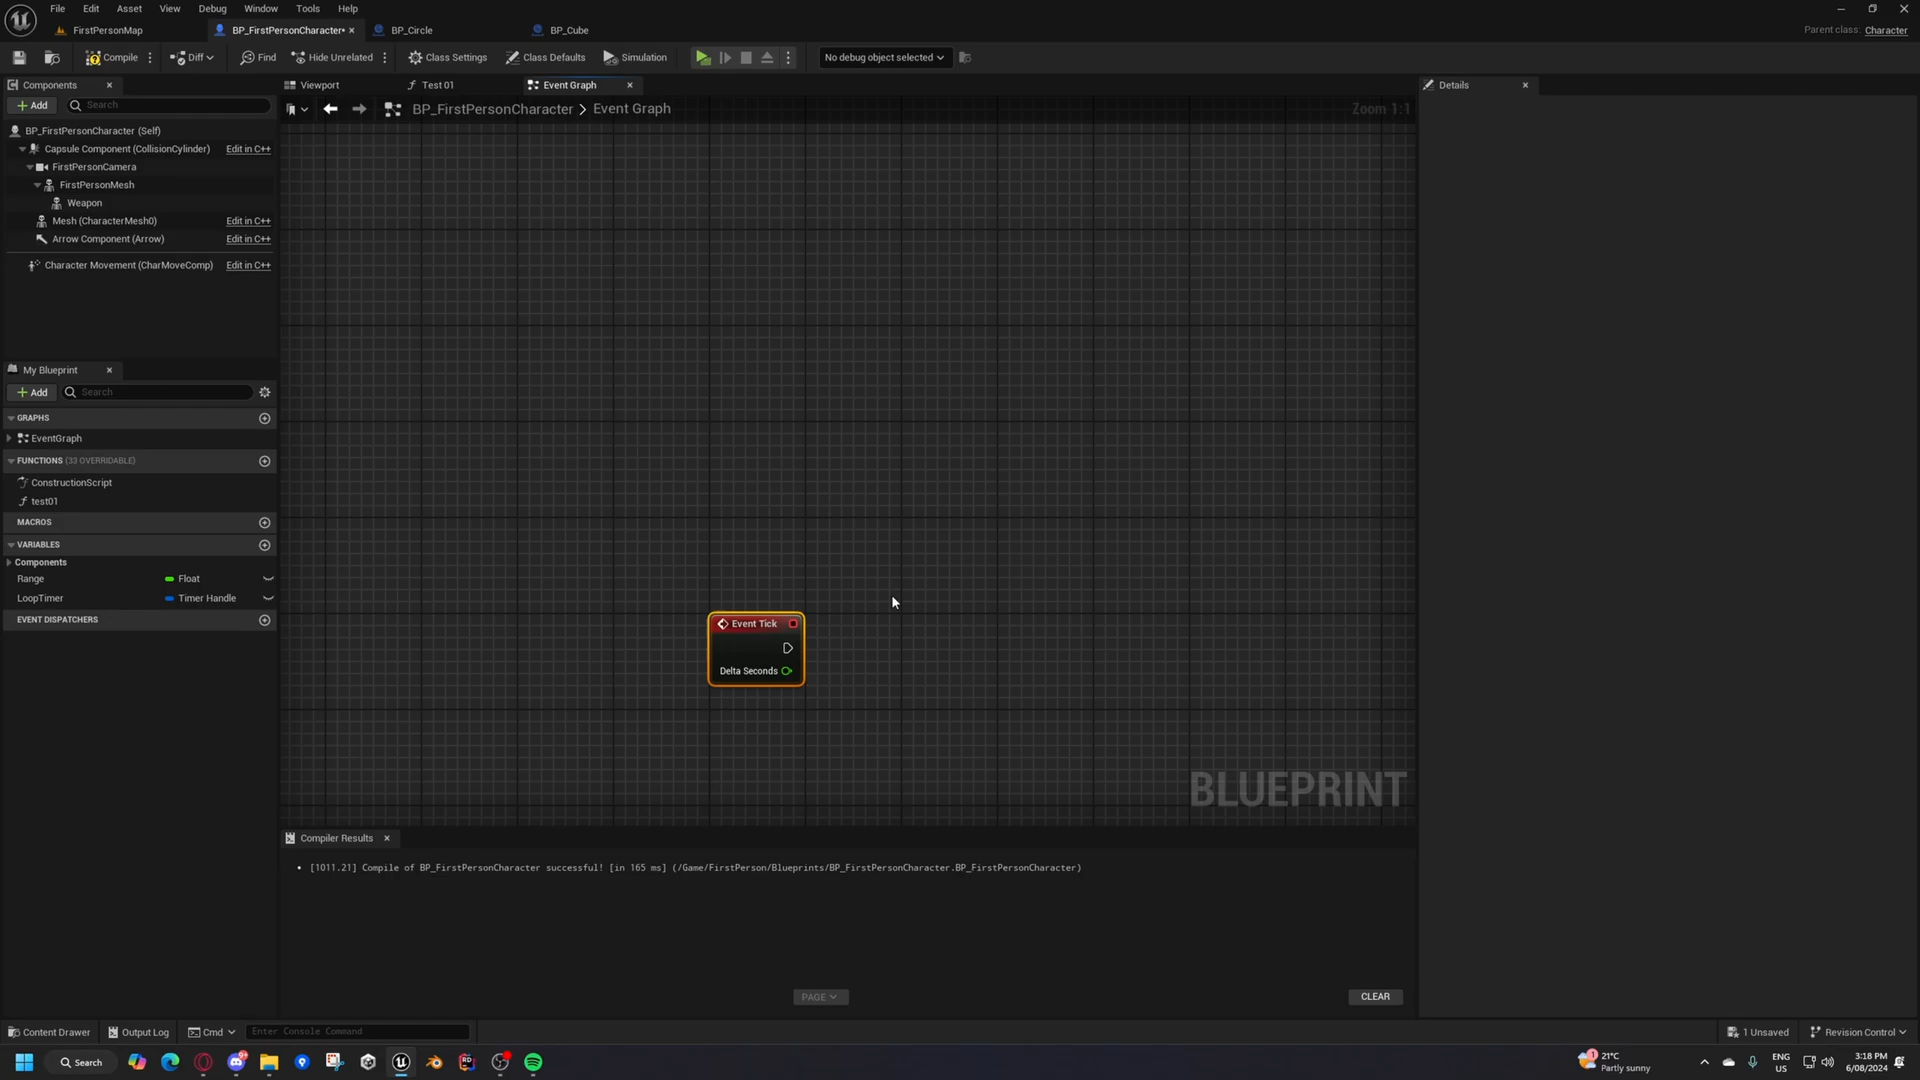 File Edit Asset View Debug Window Tools Help
FirstPersonMap BP_FirstPersonCharacter• BP_Circle BP_Cube Parent class: Character
Compile Diff Find Hide Unrelated Class Settings Class Defaults Simulation No debug object selected
Components Viewport Test 01 Event Graph Details
Add Search BP_FirstPersonCharacter > Event Graph Zoom 1:1
BP_FirstPersonCharacter (Self)
Capsule Component (CollisionCylinder) Edit in C++
FirstPersonCamera
FirstPersonMesh
Weapon
Mesh (CharacterMesh0) Edit in C++
Arrow Component (Arrow) Edit in C++
Character Movement (CharMoveComp) Edit in C++
My Blueprint
Add Search
GRAPHS
EventGraph
FUNCTIONS (33 OVERRIDABLE)
ConstructionScript
test01
MACROS
VARIABLES
Components
Range Float
LoopTimer Timer Handle
EVENT DISPATCHERS
Event Tick
Delta Seconds
BLUEPRINT
Compiler Results
• [1011.21] Compile of BP_FirstPersonCharacter successful! [in 165 ms] (/Game/FirstPerson/Blueprints/BP_FirstPersonCharacter.BP_FirstPersonCharacter)
PAGE CLEAR
Content Drawer Output Log Cmd Enter Console Command 1 Unsaved Revision Control
Search 1 21°C ENG 3:18 PM
Partly sunny US 6/08/2024